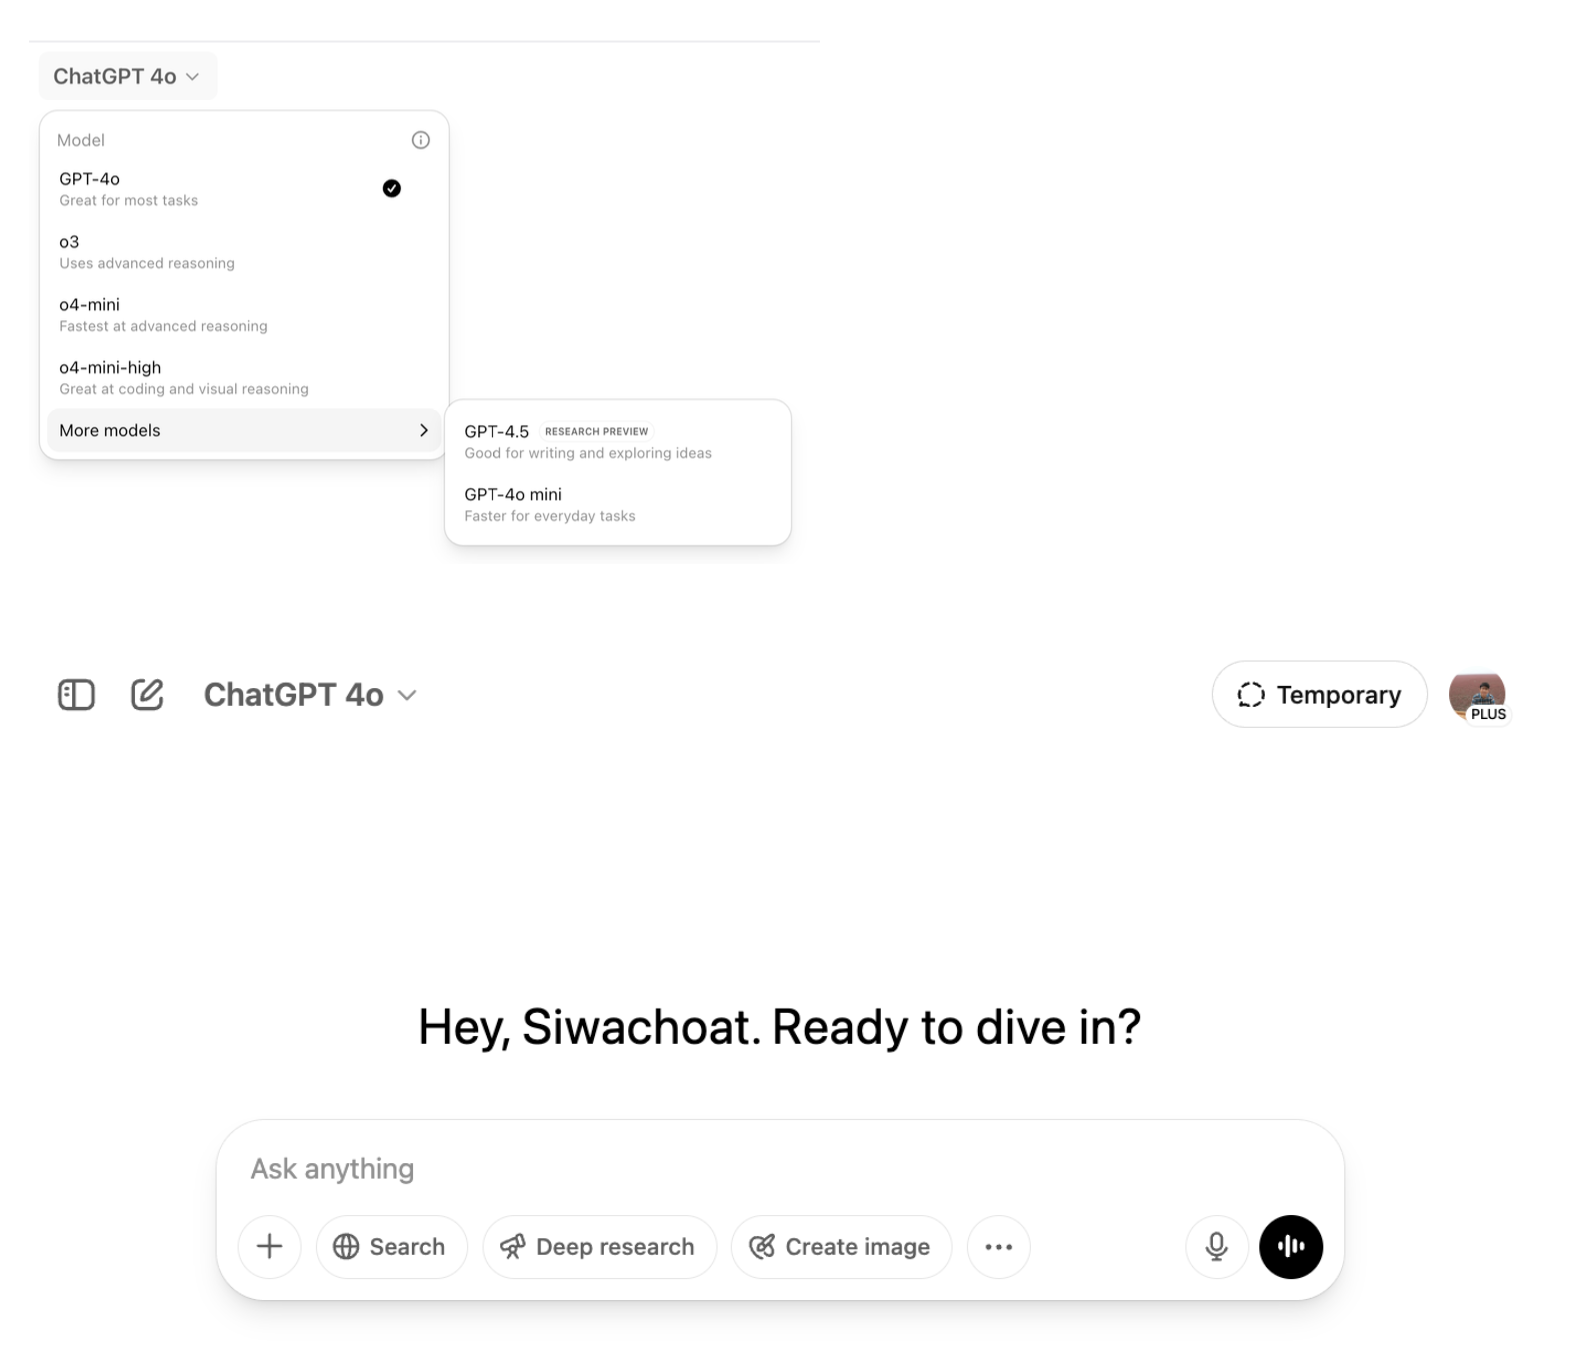 ChatGPT 4o
Model
GPT-4o
Great for most tasks
o3
Uses advanced reasoning
o4-mini
Fastest at advanced reasoning
o4-mini-high
Great at coding and visual reasoning
More models
GPT-4.5 RESEARCH PREVIEW
Good for writing and exploring ideas
GPT-4o mini
Faster for everyday tasks
ChatGPT 4o
Temporary
PLUS
Hey, Siwachoat. Ready to dive in?
Ask anything
Search
Deep research
Create image